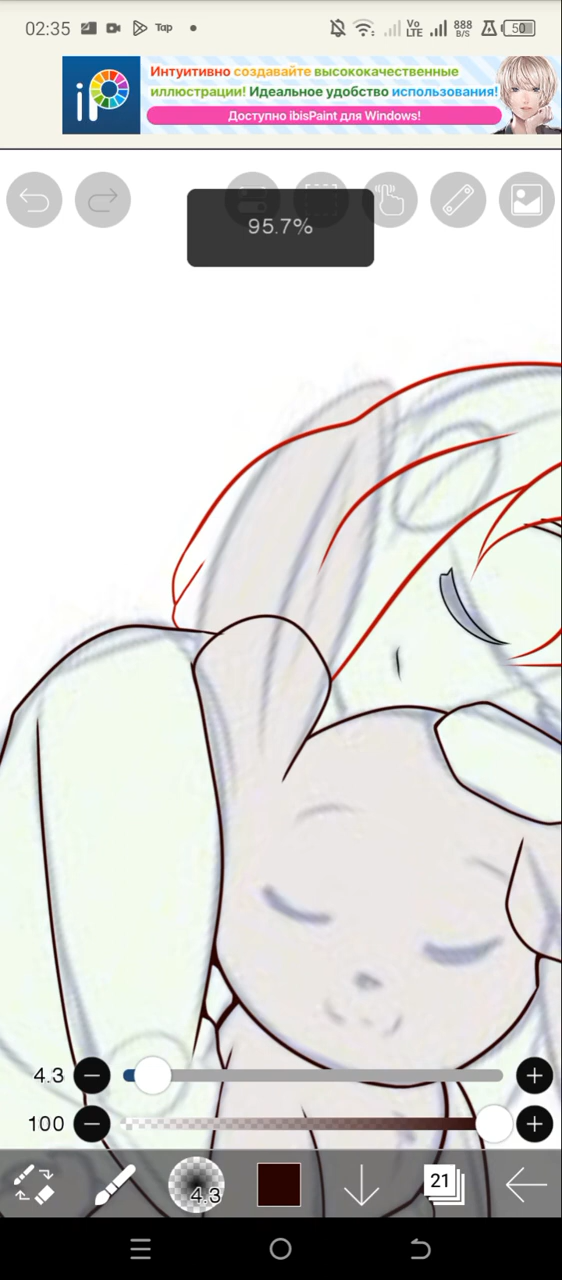 02:35
Tap
Vo
LTE
888
B/S
50
iP
Интуитивно создавайте высококачественные
иллюстрации! Идеальное удобство использования!
Доступно ibisPaint для Windows!
95.7%
4.3
100
4.3
21